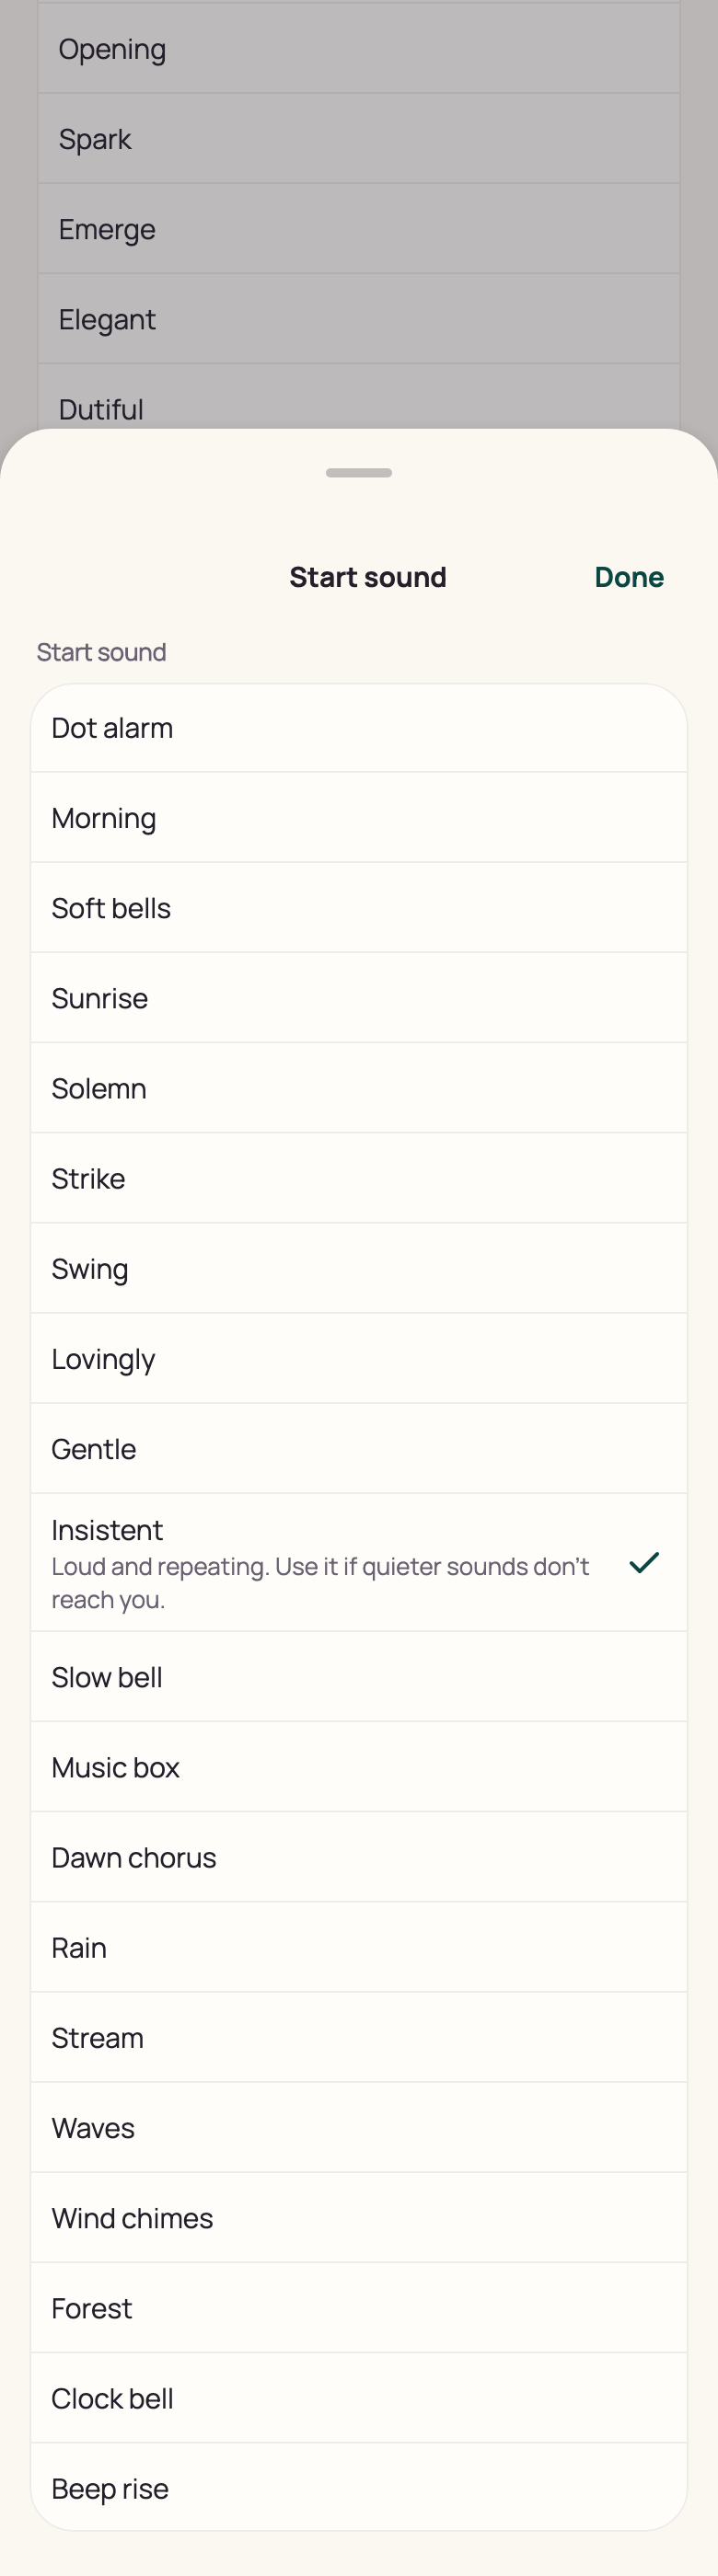 Opening
Spark
Emerge
Elegant
Dutiful
Start sound
Done
Start sound
Dot alarm
Morning
Soft bells
Sunrise
Solemn
Strike
Swing
Lovingly
Gentle
Insistent
Loud and repeating. Use it if quieter sounds don’t
reach you.
Slow bell
Music box
Dawn chorus
Rain
Stream
Waves
Wind chimes
Forest
Clock bell
Beep rise